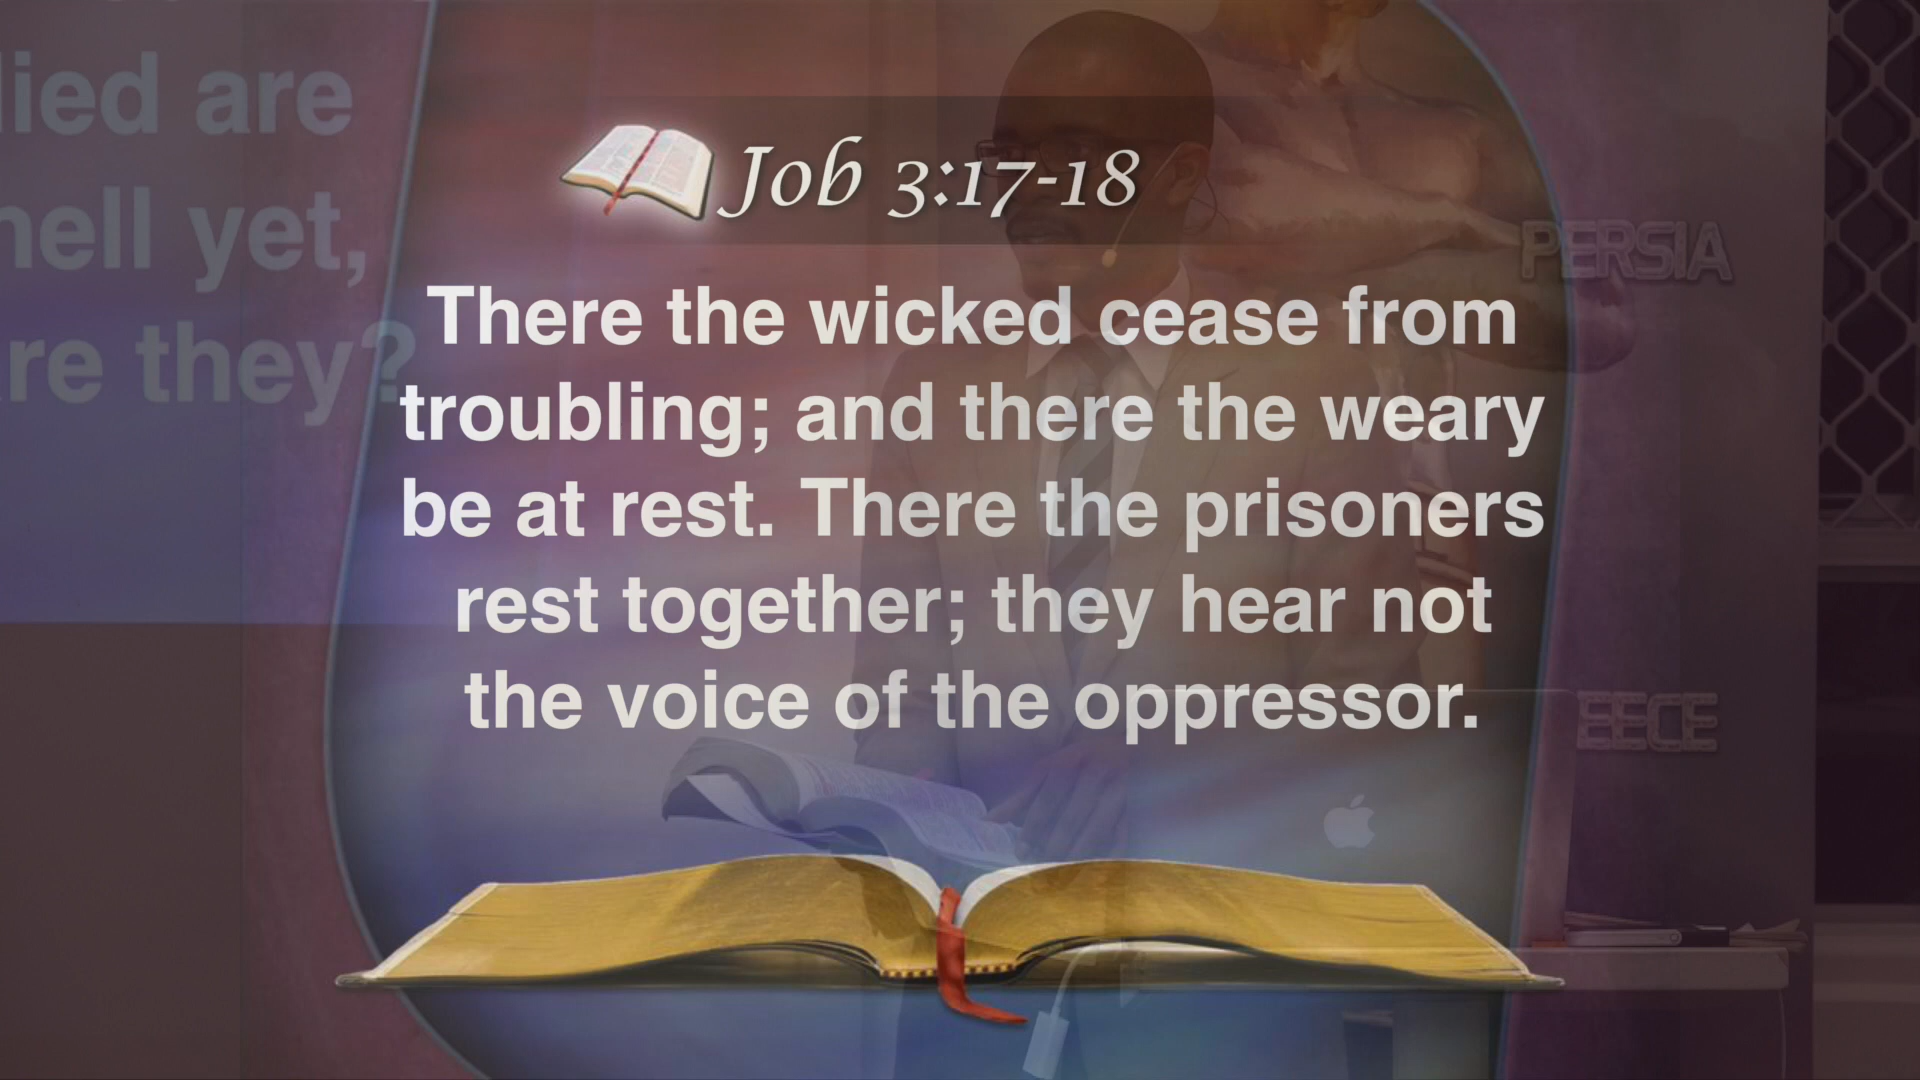 lied are
hell yet,
re they?
Job 3:17-18
There the wicked cease from
troubling; and there the weary
be at rest. There the prisoners
rest together; they hear not
the voice of the oppressor.
PERSIA
EECE